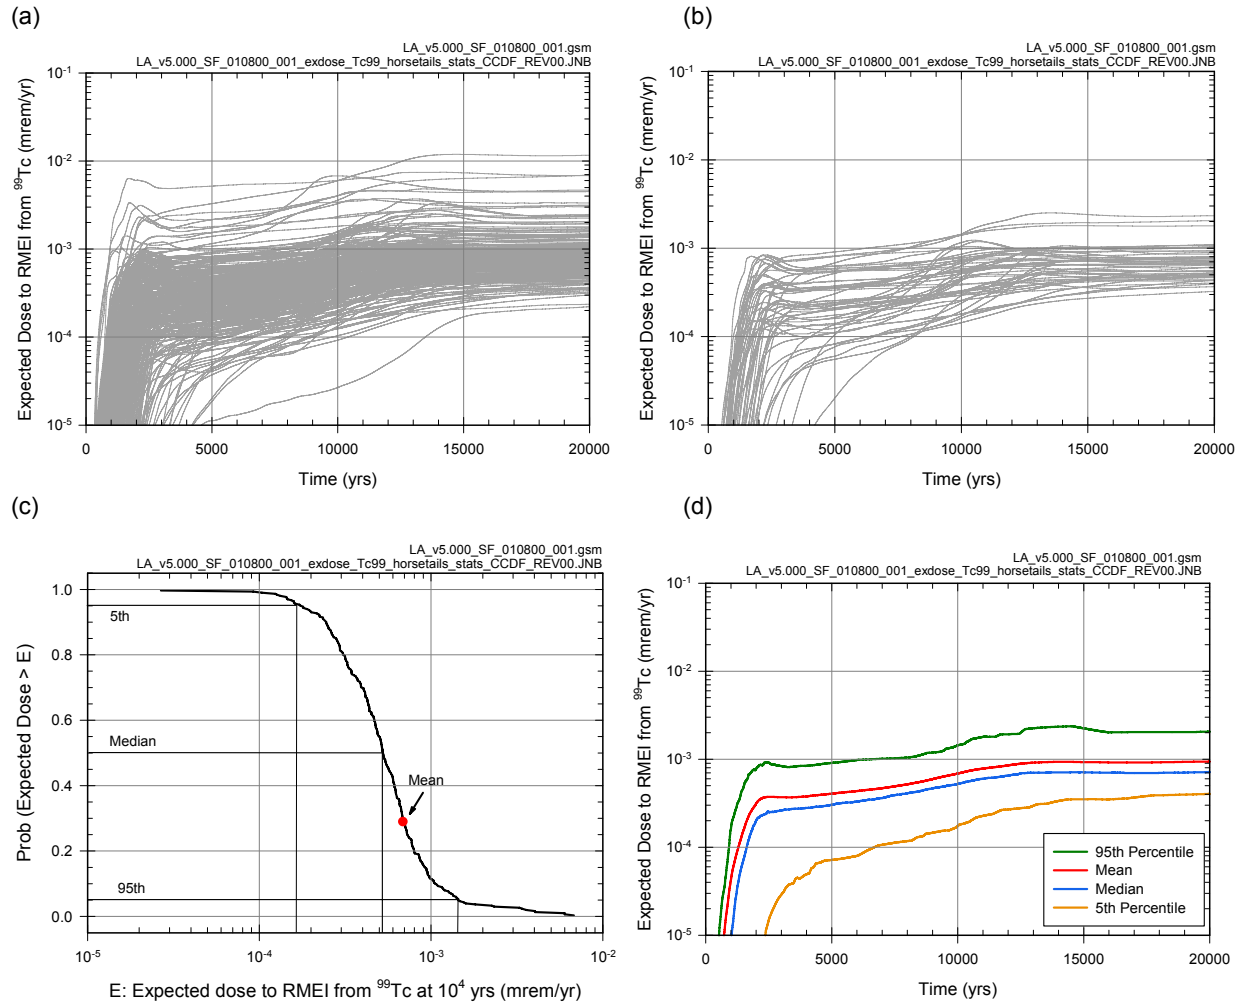 (a)
LA_v5.000_SF_010800_001.gsm
LA_v5.000_SF_010800_001_exdose_Tc99_horsetails_stats_CCDF_REV00.JNB
Expected Dose to RMEI from ⁹⁹Tc (mrem/yr)
10⁻¹
10⁻²
10⁻³
10⁻⁴
10⁻⁵
0 5000 10000 15000 20000
Time (yrs)
(b)
LA_v5.000_SF_010800_001.gsm
LA_v5.000_SF_010800_001_exdose_Tc99_horsetails_stats_CCDF_REV00.JNB
Expected Dose to RMEI from ⁹⁹Tc (mrem/yr)
10⁻¹
10⁻²
10⁻³
10⁻⁴
10⁻⁵
0 5000 10000 15000 20000
Time (yrs)
(c)
LA_v5.000_SF_010800_001.gsm
LA_v5.000_SF_010800_001_exdose_Tc99_horsetails_stats_CCDF_REV00.JNB
Prob (Expected Dose > E)
1.0
0.8
0.6
0.4
0.2
0.0
5th
Median
Mean
95th
10⁻⁵ 10⁻⁴ 10⁻³ 10⁻²
E: Expected dose to RMEI from ⁹⁹Tc at 10⁴ yrs (mrem/yr)
(d)
LA_v5.000_SF_010800_001.gsm
LA_v5.000_SF_010800_001_exdose_Tc99_horsetails_stats_CCDF_REV00.JNB
Expected Dose to RMEI from ⁹⁹Tc (mrem/yr)
10⁻¹
10⁻²
10⁻³
10⁻⁴
10⁻⁵
95th Percentile
Mean
Median
5th Percentile
0 5000 10000 15000 20000
Time (yrs)